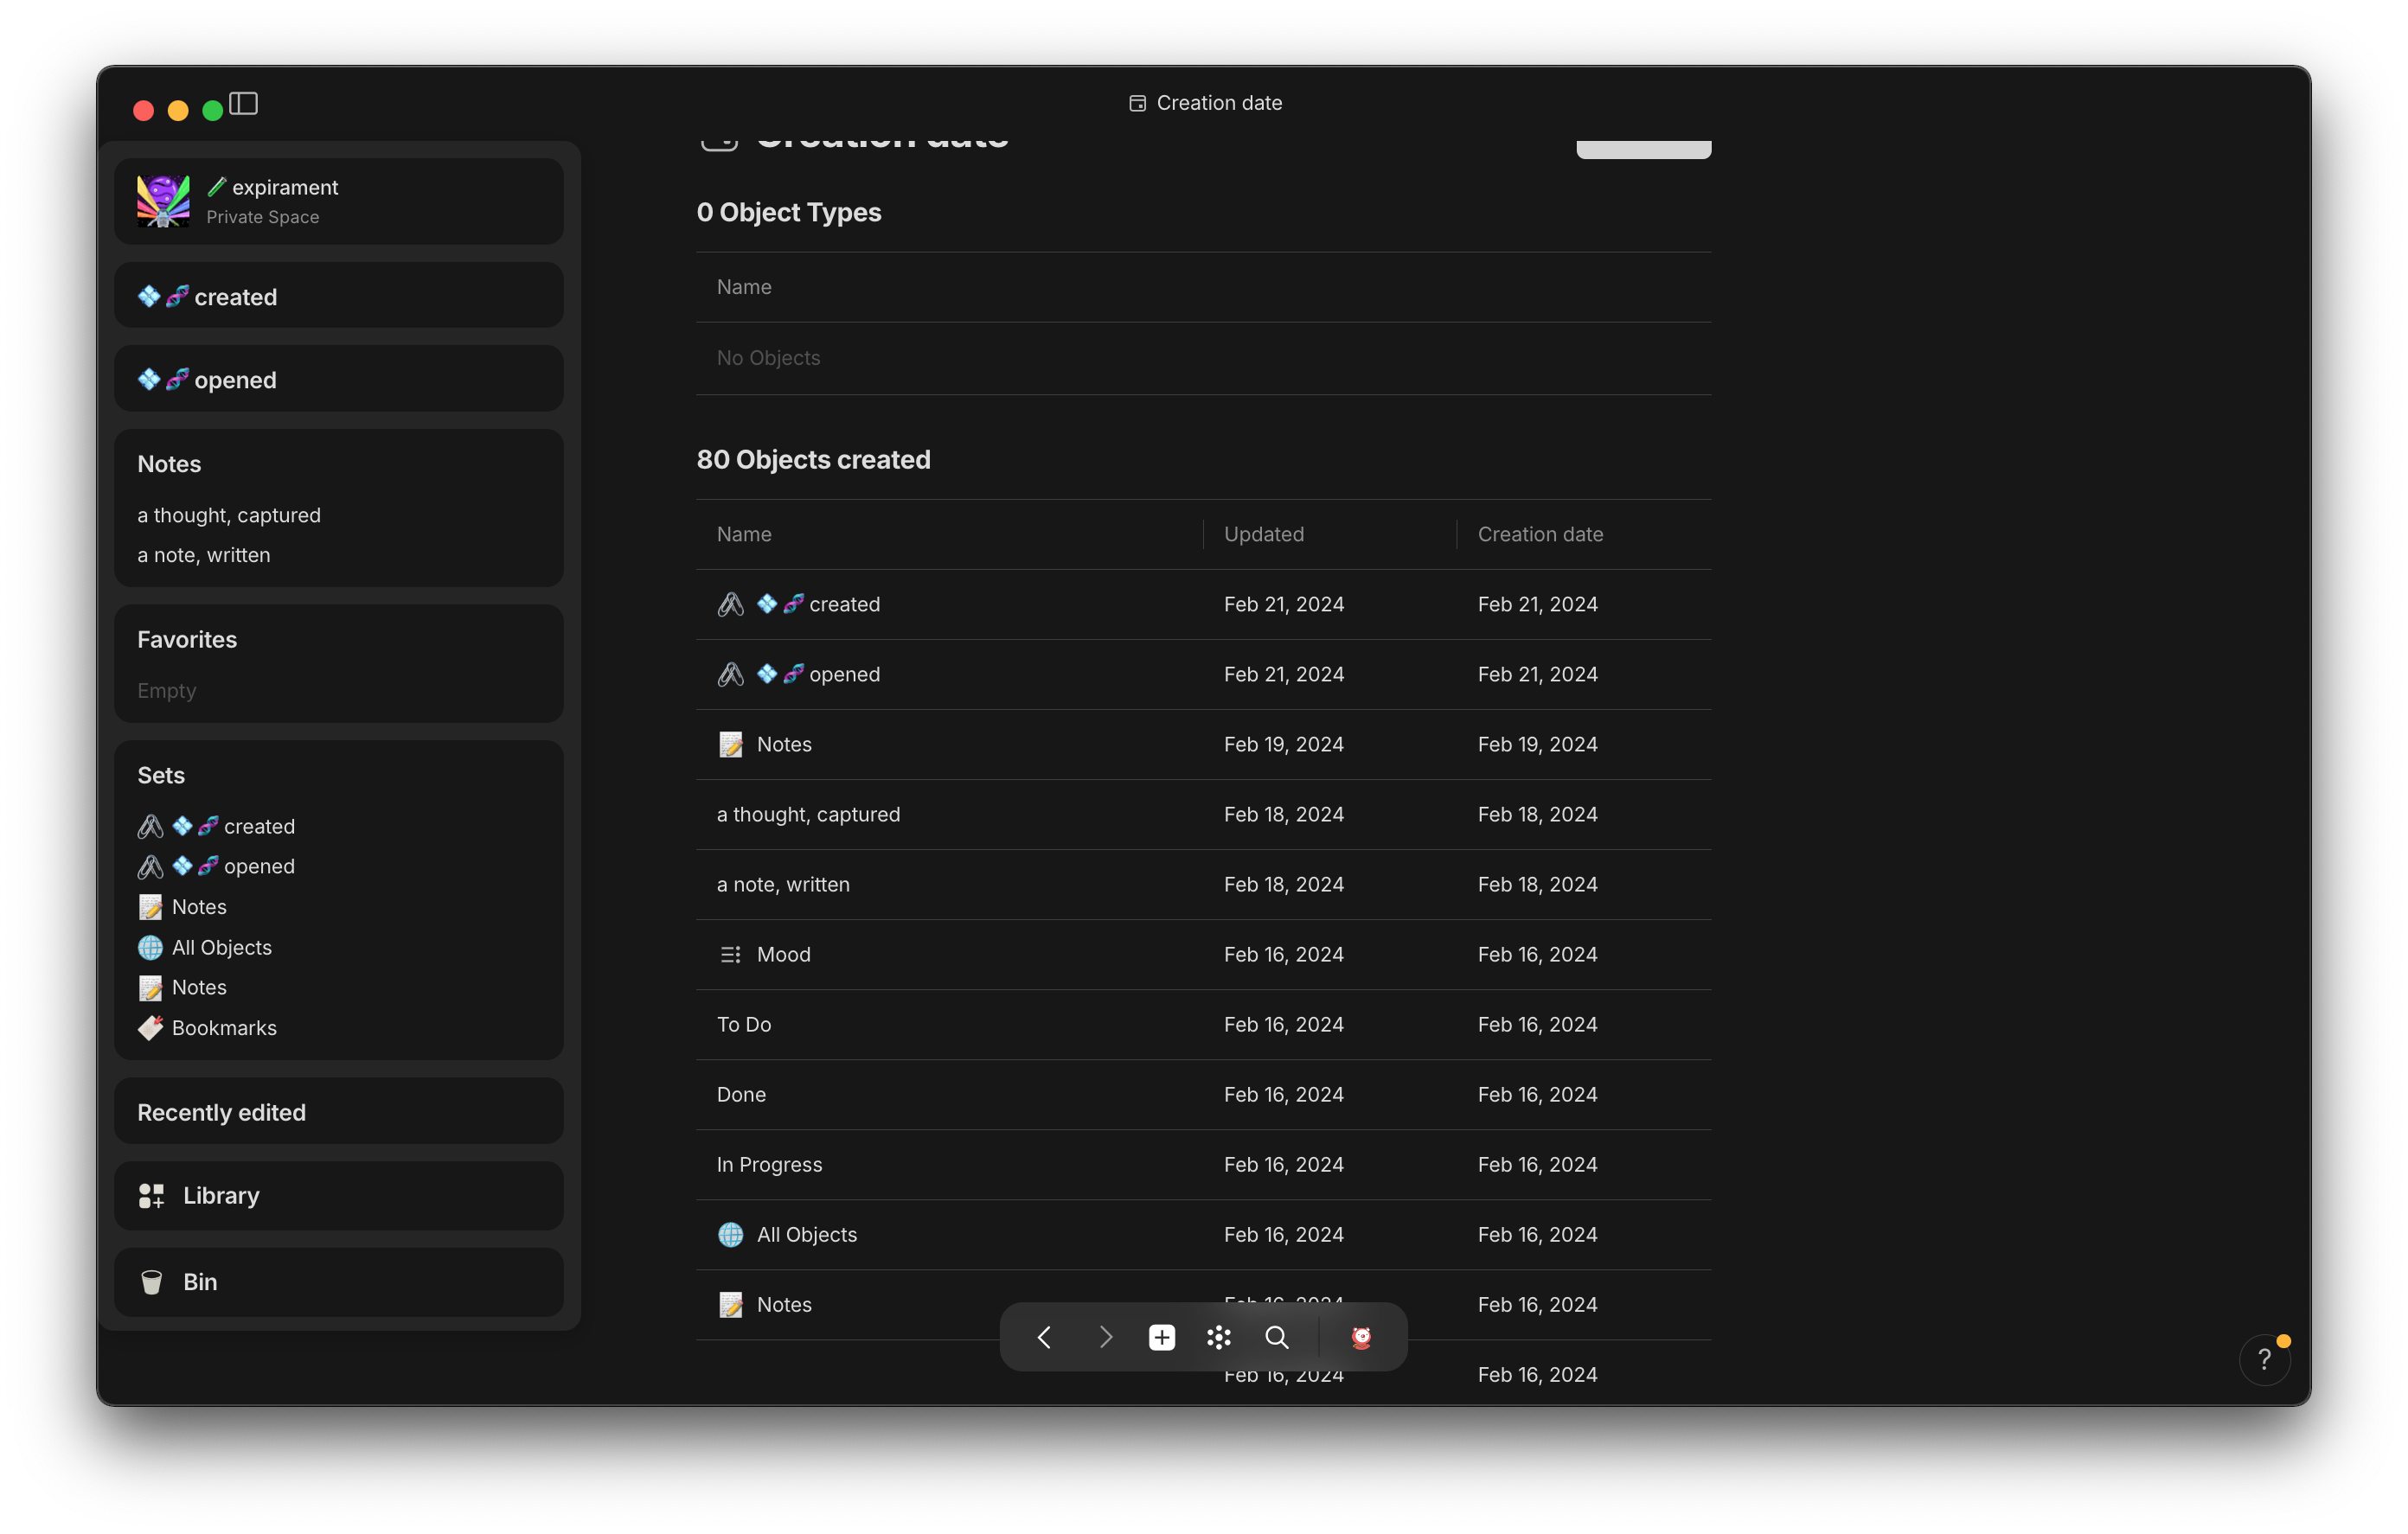 Creation date
expirament
Private Space
created
opened
Notes
a thought, captured
a note, written
Favorites
Empty
Sets
created
opened
Notes
All Objects
Notes
Bookmarks
Recently edited
Library
Bin
Creation date
0 Object Types
Name
No Objects
80 Objects created
Name Updated Creation date
created Feb 21, 2024 Feb 21, 2024
opened Feb 21, 2024 Feb 21, 2024
Notes Feb 19, 2024 Feb 19, 2024
a thought, captured Feb 18, 2024 Feb 18, 2024
a note, written Feb 18, 2024 Feb 18, 2024
Mood Feb 16, 2024 Feb 16, 2024
To Do Feb 16, 2024 Feb 16, 2024
Done Feb 16, 2024 Feb 16, 2024
In Progress Feb 16, 2024 Feb 16, 2024
All Objects Feb 16, 2024 Feb 16, 2024
Notes Feb 16, 2024 Feb 16, 2024
Feb 16, 2024 Feb 16, 2024
?